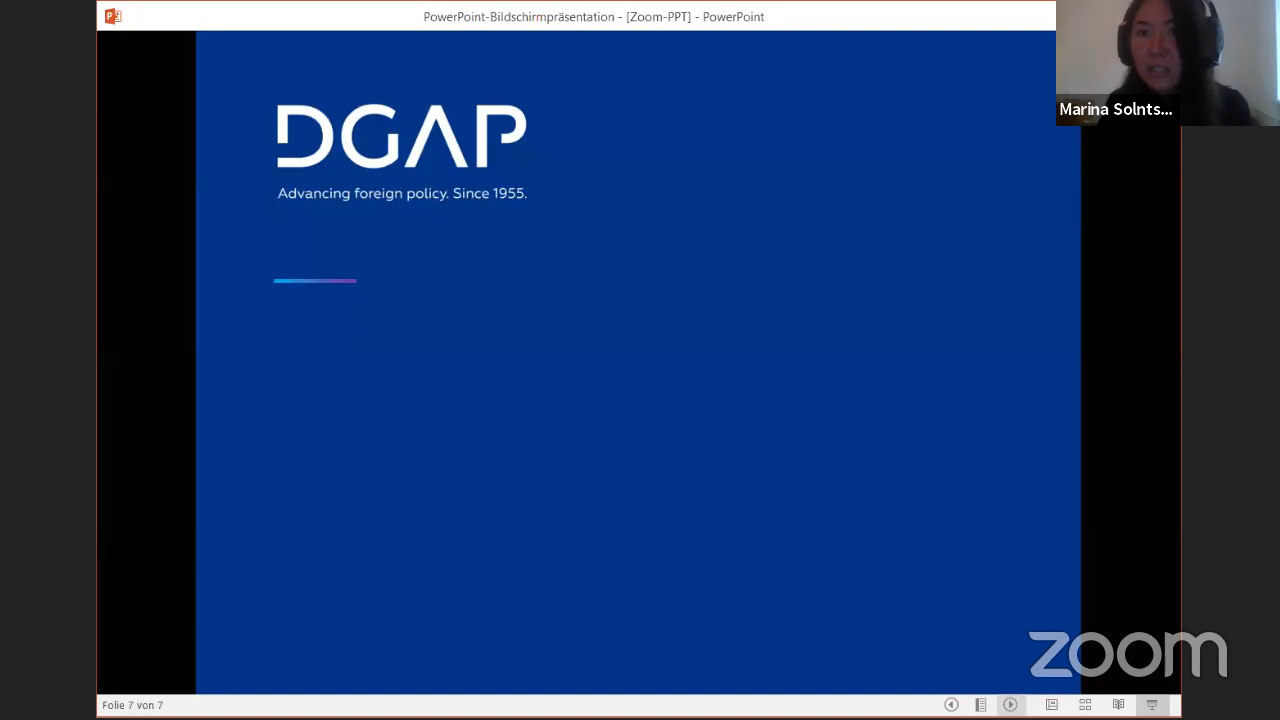 PowerPoint-Bildschirmpräsentation - [Zoom-PPT] - PowerPoint
Marina Solnts...
DGAP
Advancing foreign policy. Since 1955.
zoom
Folie 7 von 7